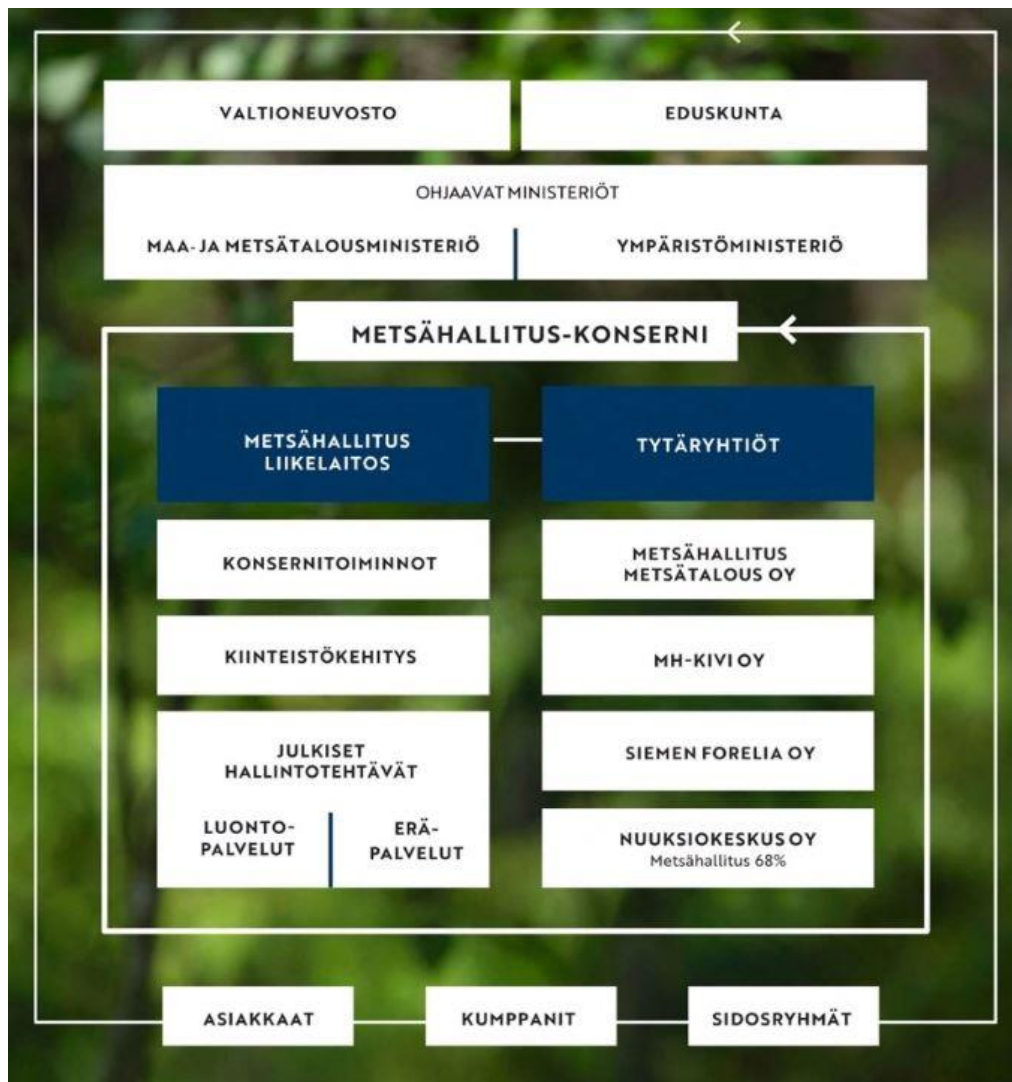 VALTIONEUVOSTO
EDUSKUNTA
OHJAAVAT MINISTERIÖT
MAA- JA METSÄTALOUSMINISTERIÖ
YMPÄRISTÖMINISTERIÖ
METSÄHALLITUS-KONSERNI
METSÄHALLITUS
LIIKELAITOS
KONSERNITOIMINNOT
KIINTEISTÖKEHITYS
JULKISET
HALLINTOTEHTÄVÄT
LUONTO-
PALVELUT
ERÄ-
PALVELUT
TYTÄRYHTIÖT
METSÄHALLITUS
METSÄTALOUS OY
MH-KIVI OY
SIEMEN FORELIA OY
NUUKSIOKESKUS OY
Metsähallitus 68%
ASIAKKAAT
KUMPPANIT
SIDOSRYHMÄT